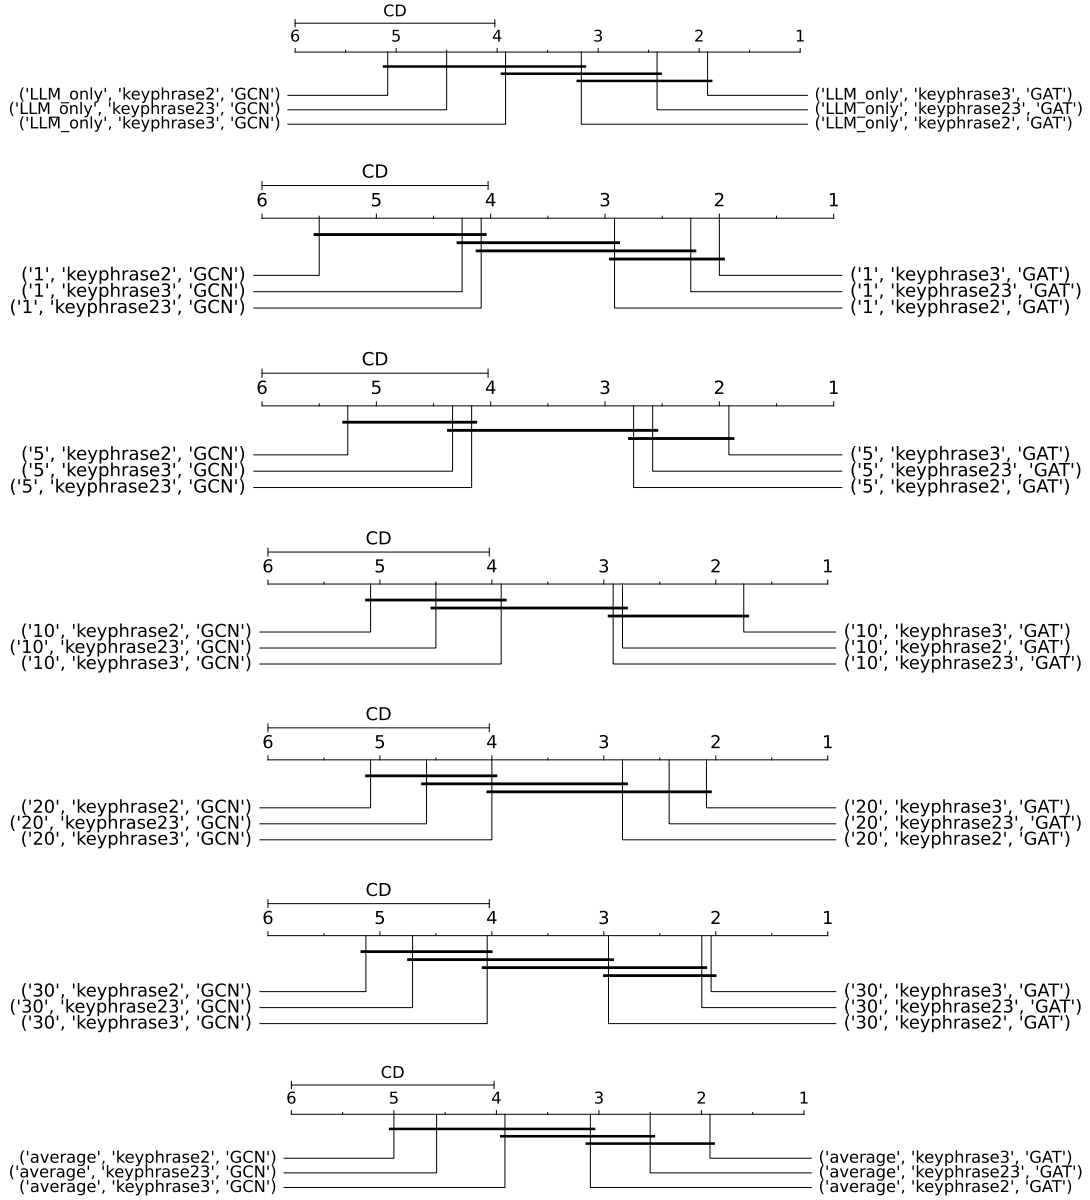 CD
6 5 4 3 2 1
('LLM_only', 'keyphrase2', 'GCN') ('LLM_only', 'keyphrase3', 'GAT')
('LLM_only', 'keyphrase23', 'GCN') ('LLM_only', 'keyphrase23', 'GAT')
('LLM_only', 'keyphrase3', 'GCN') ('LLM_only', 'keyphrase2', 'GAT')
CD
6 5 4 3 2 1
('1', 'keyphrase2', 'GCN') ('1', 'keyphrase3', 'GAT')
('1', 'keyphrase3', 'GCN') ('1', 'keyphrase23', 'GAT')
('1', 'keyphrase23', 'GCN') ('1', 'keyphrase2', 'GAT')
CD
6 5 4 3 2 1
('5', 'keyphrase2', 'GCN') ('5', 'keyphrase3', 'GAT')
('5', 'keyphrase3', 'GCN') ('5', 'keyphrase23', 'GAT')
('5', 'keyphrase23', 'GCN') ('5', 'keyphrase2', 'GAT')
CD
6 5 4 3 2 1
('10', 'keyphrase2', 'GCN') ('10', 'keyphrase3', 'GAT')
('10', 'keyphrase23', 'GCN') ('10', 'keyphrase2', 'GAT')
('10', 'keyphrase3', 'GCN') ('10', 'keyphrase23', 'GAT')
CD
6 5 4 3 2 1
('20', 'keyphrase2', 'GCN') ('20', 'keyphrase3', 'GAT')
('20', 'keyphrase23', 'GCN') ('20', 'keyphrase23', 'GAT')
('20', 'keyphrase3', 'GCN') ('20', 'keyphrase2', 'GAT')
CD
6 5 4 3 2 1
('30', 'keyphrase2', 'GCN') ('30', 'keyphrase3', 'GAT')
('30', 'keyphrase23', 'GCN') ('30', 'keyphrase23', 'GAT')
('30', 'keyphrase3', 'GCN') ('30', 'keyphrase2', 'GAT')
CD
6 5 4 3 2 1
('average', 'keyphrase2', 'GCN') ('average', 'keyphrase3', 'GAT')
('average', 'keyphrase23', 'GCN') ('average', 'keyphrase23', 'GAT')
('average', 'keyphrase3', 'GCN') ('average', 'keyphrase2', 'GAT')